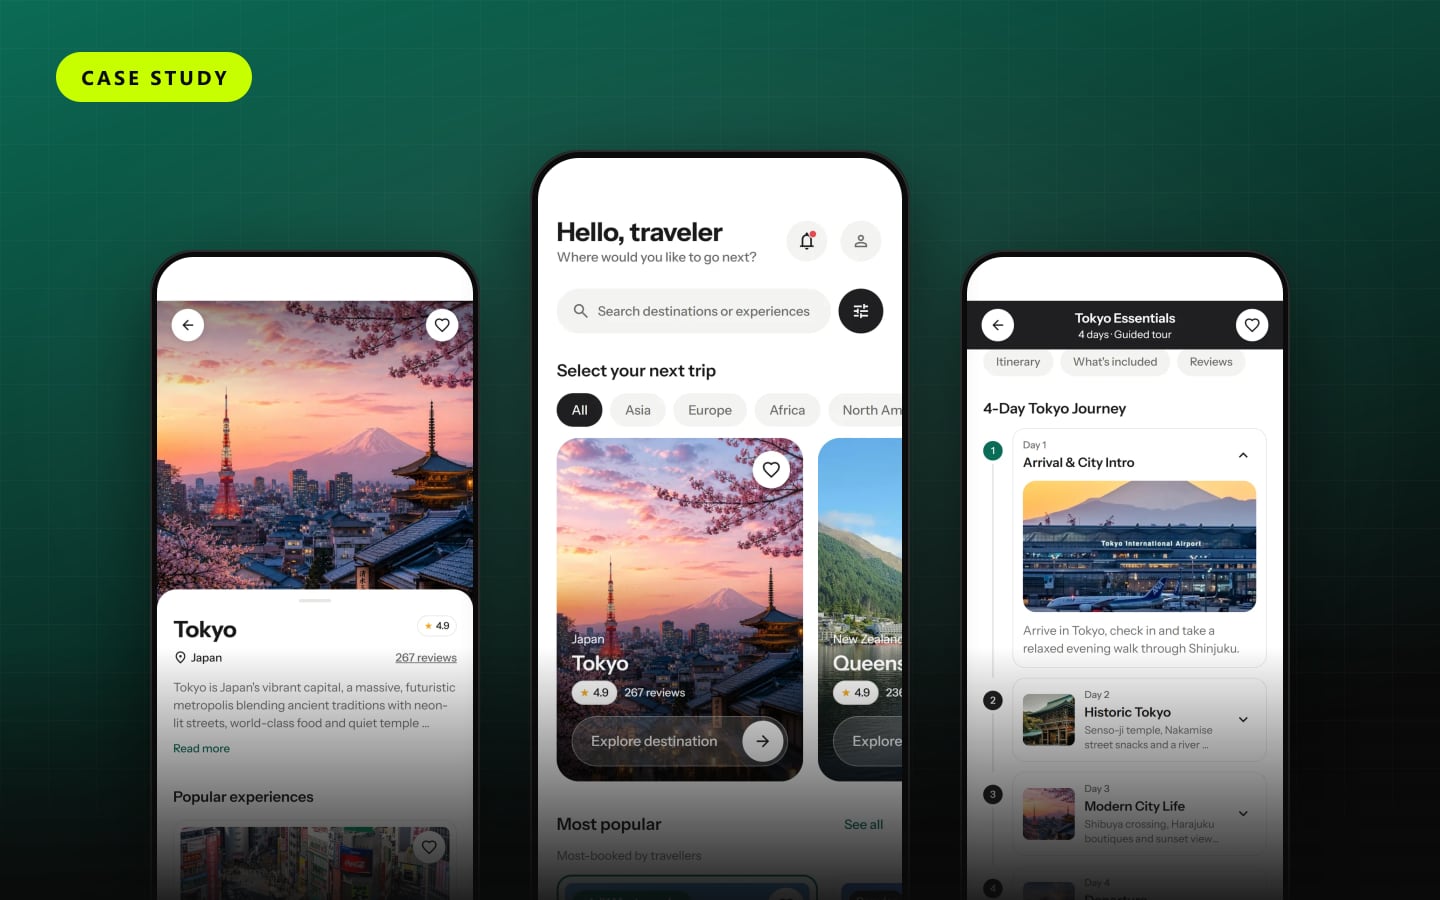 CASE STUDY
Tokyo
4.9
Japan
267 reviews
Tokyo is Japan's vibrant capital, a massive, futuristic
metropolis blending ancient traditions with neon-
lit streets, world-class food and quiet temple ...
Read more
Popular experiences
Hello, traveler
Where would you like to go next?
Search destinations or experiences
Select your next trip
All
Asia
Europe
Africa
North Am
Japan
Tokyo
4.9
267 reviews
Explore destination
New Zealand
Queens
4.9
236
Explore
Most popular
See all
Most-booked by travellers
Tokyo Essentials
4 days · Guided tour
Itinerary
What's included
Reviews
4-Day Tokyo Journey
1
Day 1
Arrival & City Intro
Tokyo International Airport
Arrive in Tokyo, check in and take a
relaxed evening walk through Shinjuku.
2
Day 2
Historic Tokyo
Senso-ji temple, Nakamise
street snacks and a river ...
3
Day 3
Modern City Life
Shibuya crossing, Harajuku
boutiques and sunset view...
4
Day 4